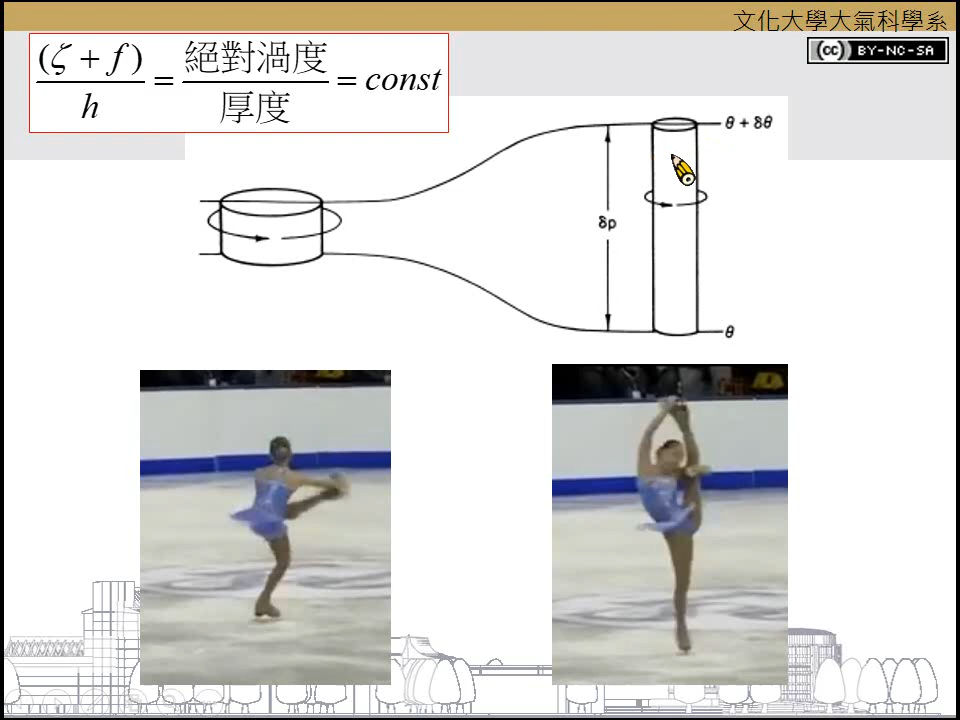 文化大學大氣科學系
(cc) BY-NC-SA
(ζ + f) / h = 絕對渦度 / 厚度 = const
θ + δθ
δp
θ